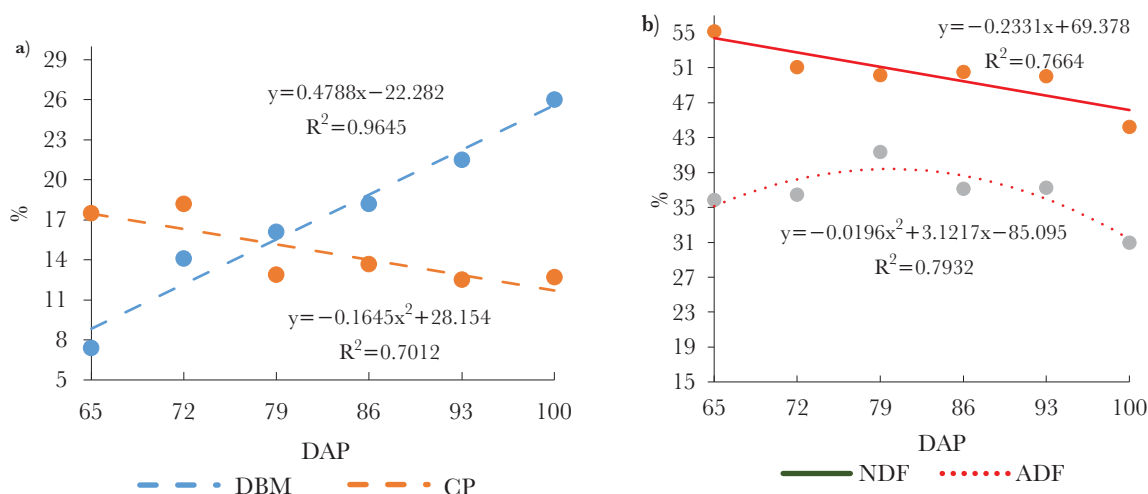 a)
29
26
23
20
17
14
11
8
5
%
y=0.4788x−22.282
R²=0.9645
y=−0.1645x²+28.154
R²=0.7012
65 72 79 86 93 100
DAP
DBM CP
b)
55
51
47
43
39
35
31
27
23
19
15
%
y=−0.2331x+69.378
R²=0.7664
y=−0.0196x²+3.1217x−85.095
R²=0.7932
65 72 79 86 93 100
DAP
NDF ADF